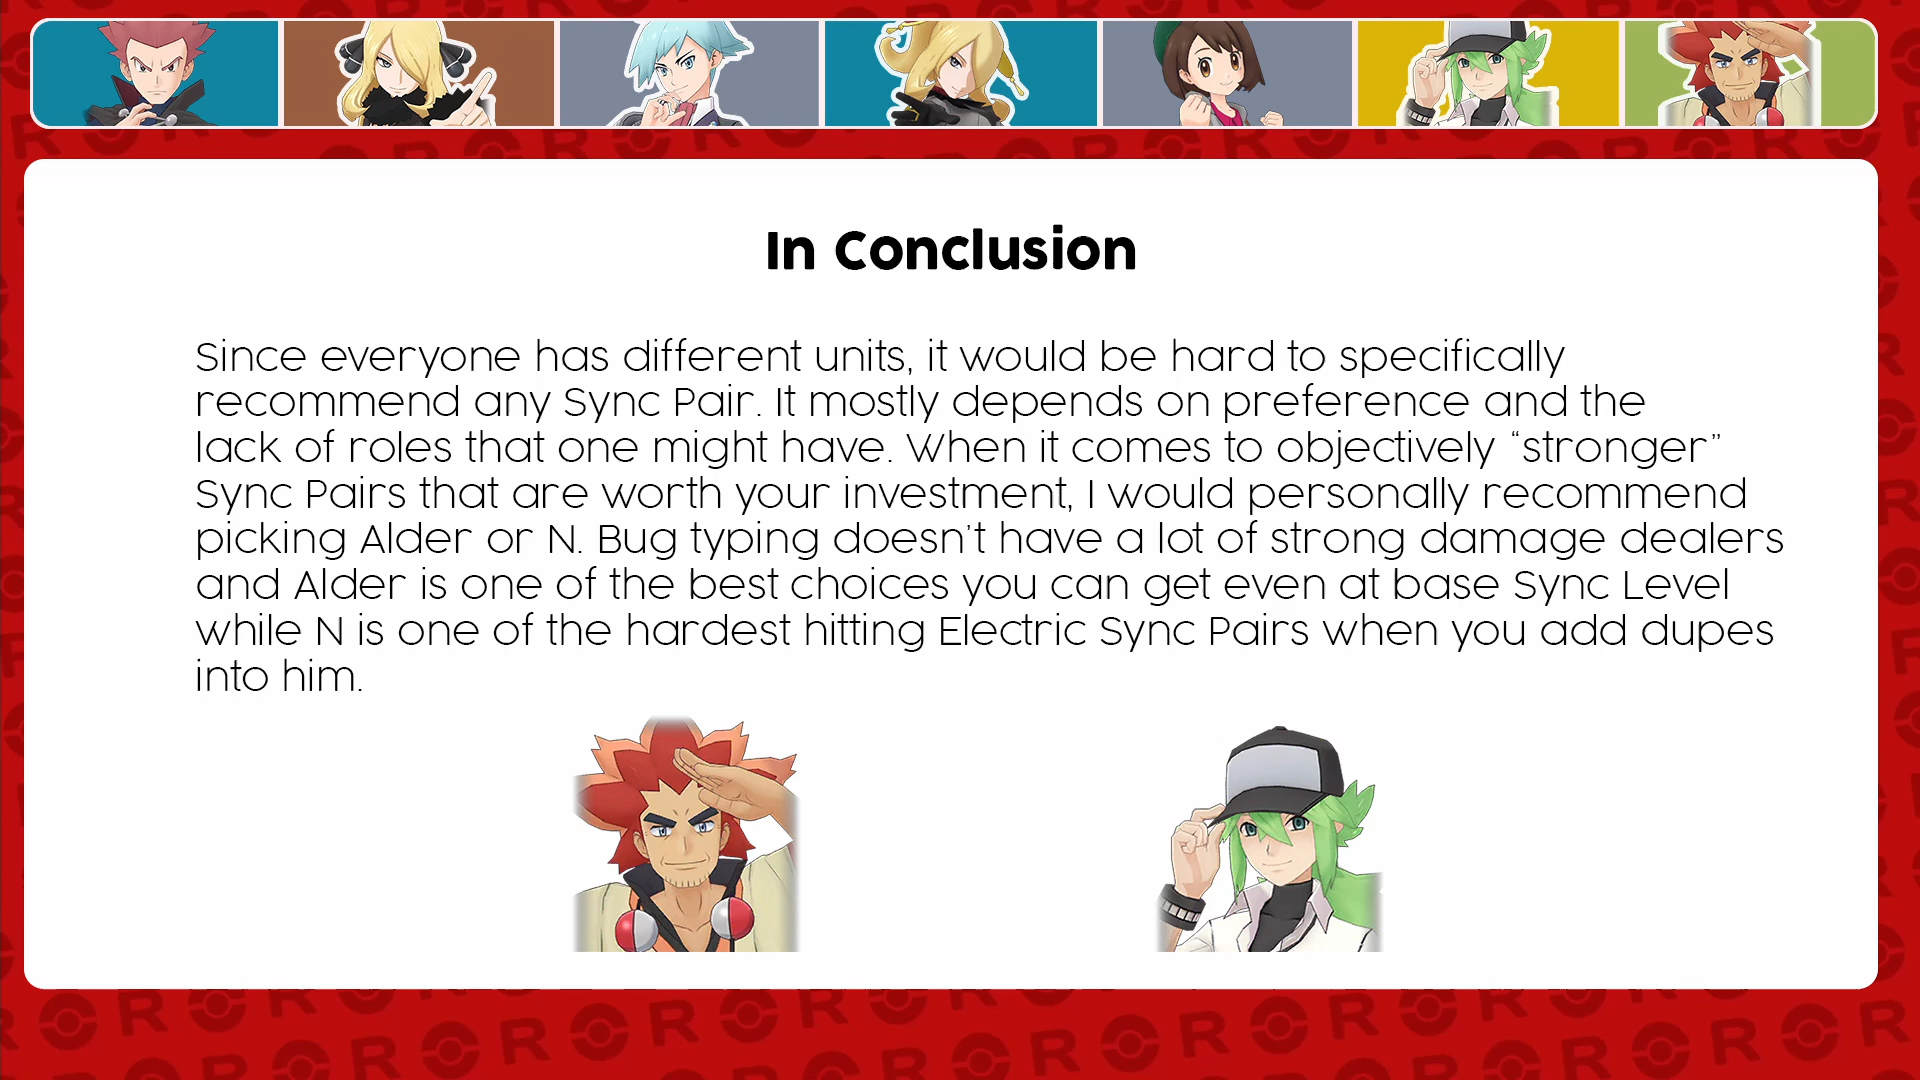 In Conclusion
Since everyone has different units, it would be hard to specifically
recommend any Sync Pair. It mostly depends on preference and the
lack of roles that one might have. When it comes to objectively “stronger”
Sync Pairs that are worth your investment, I would personally recommend
picking Alder or N. Bug typing doesn’t have a lot of strong damage dealers
and Alder is one of the best choices you can get even at base Sync Level
while N is one of the hardest hitting Electric Sync Pairs when you add dupes
into him.